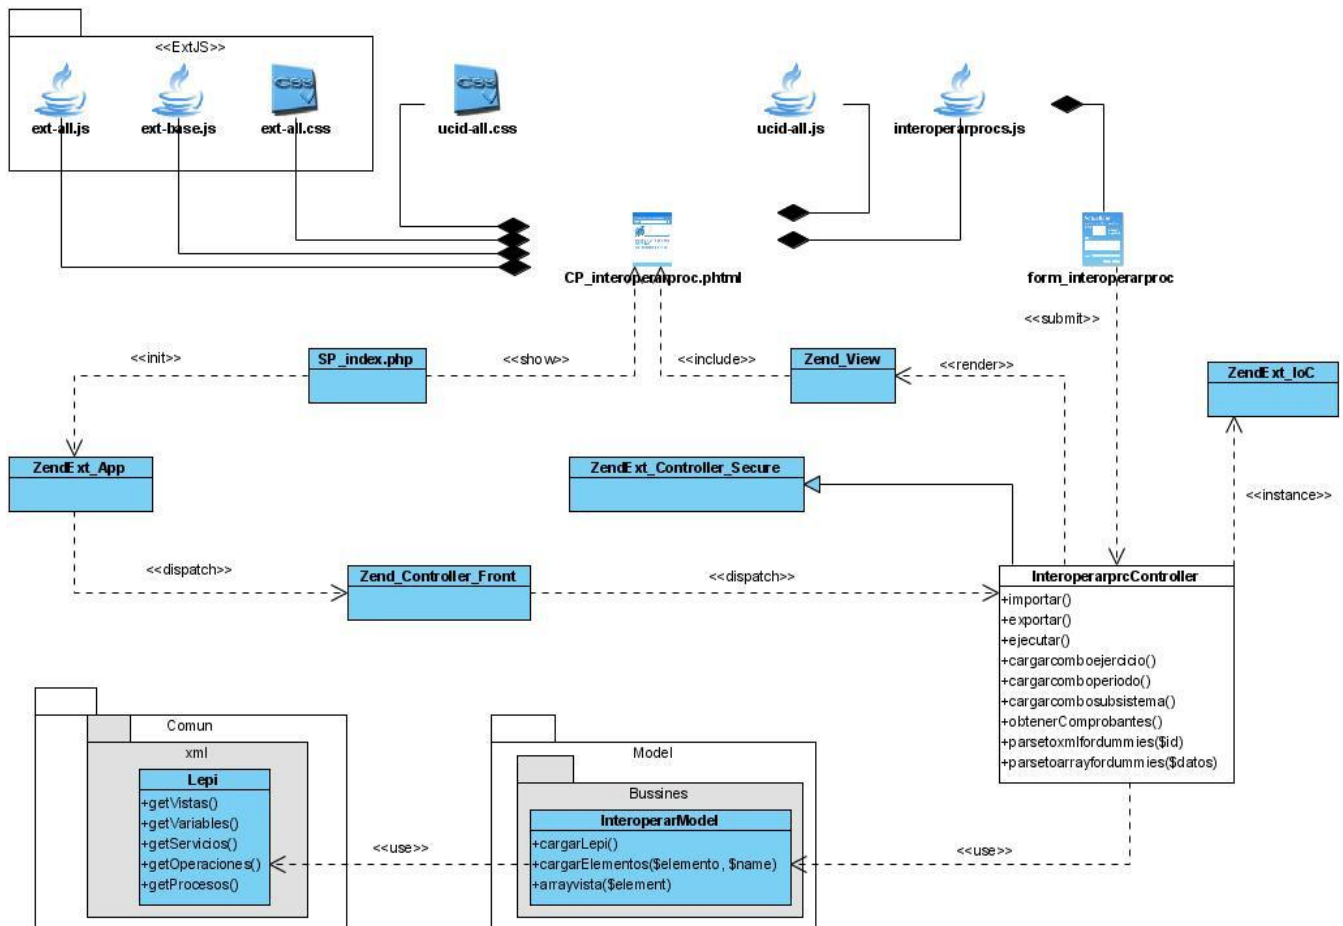 <<ExtJS>>
ext-all.js
ext-base.js
ext-all.css
ucid-all.css
ucid-all.js
interoperarprocs.js
CP_interoperarproc.phtml
form_interoperarproc
<<submit>>
<<init>>
SP_index.php
<<show>>
<<include>>
Zend_View
<<render>>
ZendExt_IoC
ZendExt_App
ZendExt_Controller_Secure
<<instance>>
<<dispatch>>
Zend_Controller_Front
<<dispatch>>
InteroperarprcController
+importar()
+exportar()
+ejecutar()
+cargarcomboejercicio()
+cargarcomboperiodo()
+cargarcombosubsistema()
+obtenerComprobantes()
+parsetoxmlfordummies($id)
+parsetoarrayfordummies($datos)
Comun
xml
Lepi
+getVistas()
+getVariables()
+getServicios()
+getOperaciones()
+getProcesos()
<<use>>
Model
Bussines
InteroperarModel
+cargarLepi()
+cargarElementos($elemento, $name)
+arrayvista($element)
<<use>>